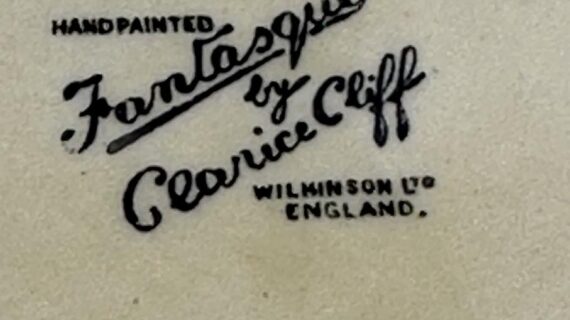 HANDPAINTED
Fantasque
by
Clarice Cliff
WILKINSON LTD
ENGLAND.